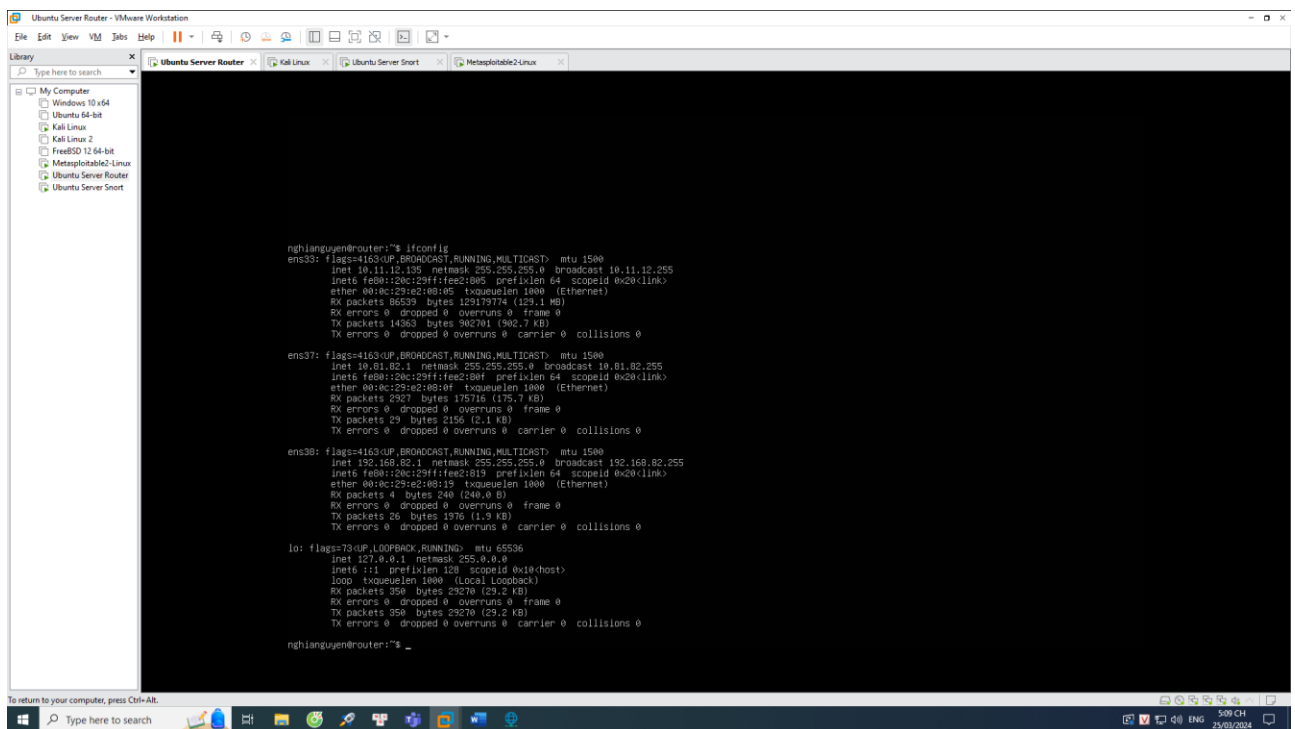 Ubuntu Server Router - VMware Workstation
File Edit View VM Tabs Help
Library
Type here to search
Ubuntu Server Router
Kali Linux
Ubuntu Server Snort
Metasploitable2-Linux
My Computer
Windows 10 x64
Ubuntu 64-bit
Kali Linux
Kali Linux 2
FreeBSD 12 64-bit
Metasploitable2-Linux
Ubuntu Server Router
Ubuntu Server Snort
nghianguyen@router:~$ ifconfig
ens33: flags=4163<UP,BROADCAST,RUNNING,MULTICAST> mtu 1500
inet 10.11.12.135 netmask 255.255.255.0 broadcast 10.11.12.255
inet6 fe80::20c:29ff:fee2:805 prefixlen 64 scopeid 0x20<link>
ether 00:0c:29:e2:08:05 txqueuelen 1000 (Ethernet)
RX packets 86539 bytes 129179774 (129.1 MB)
RX errors 0 dropped 0 overruns 0 frame 0
TX packets 14363 bytes 902701 (902.7 KB)
TX errors 0 dropped 0 overruns 0 carrier 0 collisions 0
ens37: flags=4163<UP,BROADCAST,RUNNING,MULTICAST> mtu 1500
inet 10.81.82.1 netmask 255.255.255.0 broadcast 10.81.82.255
inet6 fe80::20c:29ff:fee2:80f prefixlen 64 scopeid 0x20<link>
ether 00:0c:29:e2:08:0f txqueuelen 1000 (Ethernet)
RX packets 2927 bytes 175716 (175.7 KB)
RX errors 0 dropped 0 overruns 0 frame 0
TX packets 29 bytes 2156 (2.1 KB)
TX errors 0 dropped 0 overruns 0 carrier 0 collisions 0
ens38: flags=4163<UP,BROADCAST,RUNNING,MULTICAST> mtu 1500
inet 192.168.82.1 netmask 255.255.255.0 broadcast 192.168.82.255
inet6 fe80::20c:29ff:fee2:819 prefixlen 64 scopeid 0x20<link>
ether 00:0c:29:e2:08:19 txqueuelen 1000 (Ethernet)
RX packets 4 bytes 240 (240.0 B)
RX errors 0 dropped 0 overruns 0 frame 0
TX packets 26 bytes 1976 (1.9 KB)
TX errors 0 dropped 0 overruns 0 carrier 0 collisions 0
lo: flags=73<UP,LOOPBACK,RUNNING> mtu 65536
inet 127.0.0.1 netmask 255.0.0.0
inet6 ::1 prefixlen 128 scopeid 0x10<host>
loop txqueuelen 1000 (Local Loopback)
RX packets 350 bytes 29270 (29.2 KB)
RX errors 0 dropped 0 overruns 0 frame 0
TX packets 350 bytes 29270 (29.2 KB)
TX errors 0 dropped 0 overruns 0 carrier 0 collisions 0
nghianguyen@router:~$ _
To return to your computer, press Ctrl+Alt.
Type here to search
ENG
5:09 CH
25/03/2024